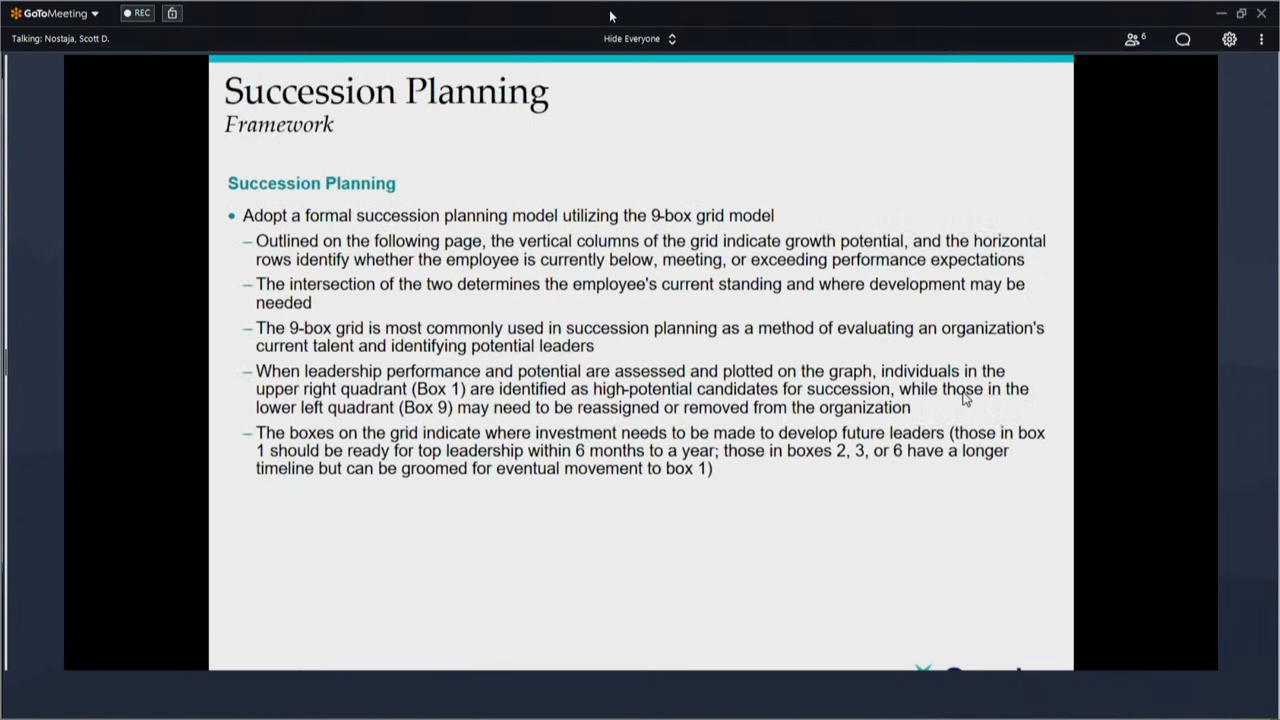 GoToMeeting
REC
Talking: Nostaja, Scott D.
Hide Everyone
6
Succession Planning
Framework
Succession Planning
• Adopt a formal succession planning model utilizing the 9-box grid model
– Outlined on the following page, the vertical columns of the grid indicate growth potential, and the horizontal
rows identify whether the employee is currently below, meeting, or exceeding performance expectations
– The intersection of the two determines the employee's current standing and where development may be
needed
– The 9-box grid is most commonly used in succession planning as a method of evaluating an organization's
current talent and identifying potential leaders
– When leadership performance and potential are assessed and plotted on the graph, individuals in the
upper right quadrant (Box 1) are identified as high-potential candidates for succession, while those in the
lower left quadrant (Box 9) may need to be reassigned or removed from the organization
– The boxes on the grid indicate where investment needs to be made to develop future leaders (those in box
1 should be ready for top leadership within 6 months to a year; those in boxes 2, 3, or 6 have a longer
timeline but can be groomed for eventual movement to box 1)